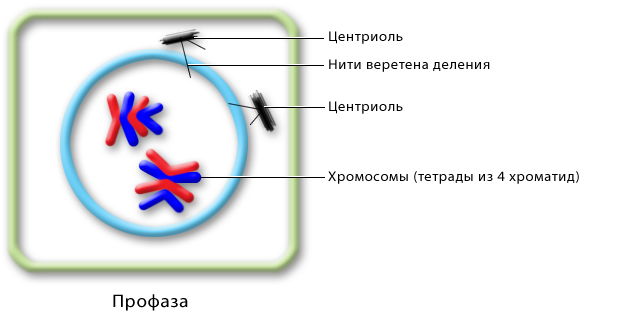 Центриоль
Нити веретена деления
Центриоль
Хромосомы (тетрады из 4 хроматид)
Профаза